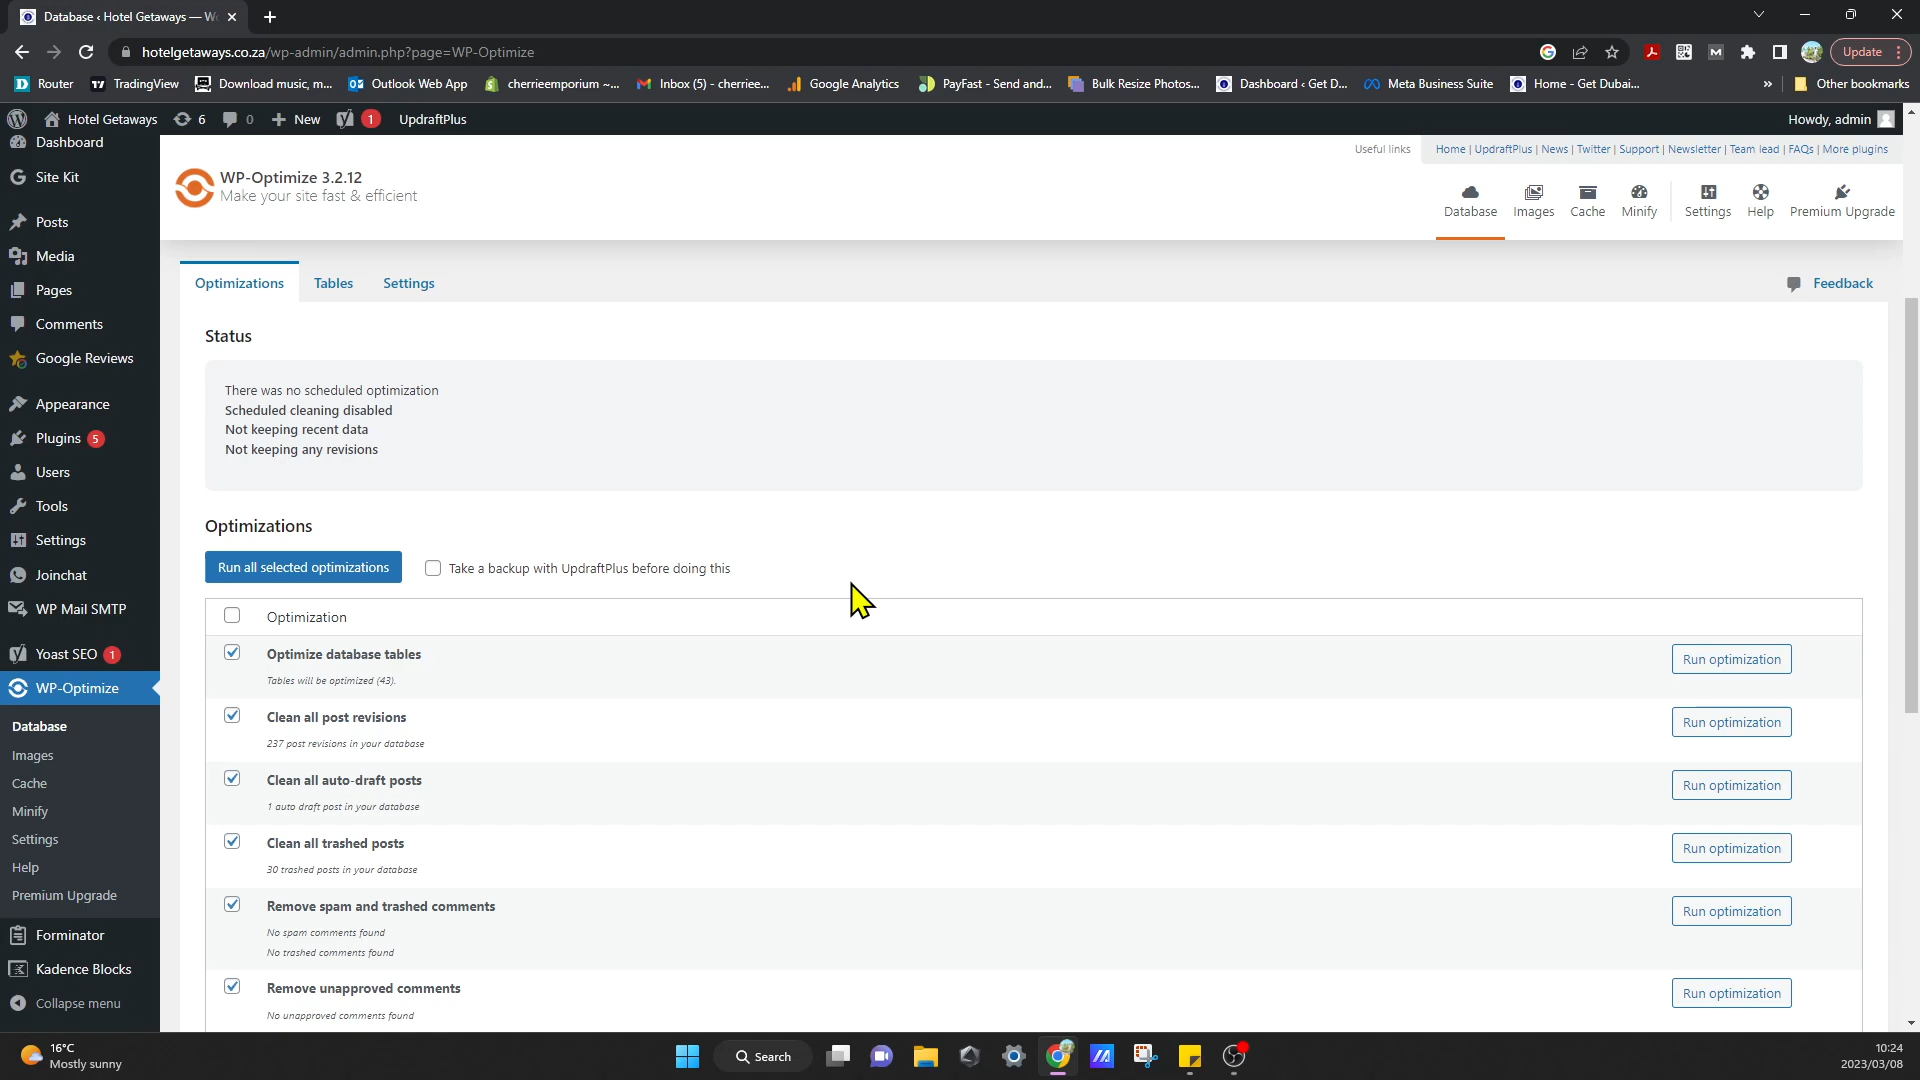 Database ‹ Hotel Getaways — W
hotelgetaways.co.za/wp-admin/admin.php?page=WP-Optimize
Update
Router
TradingView
Download music, m...
Outlook Web App
cherrieemporium ~...
Inbox (5) - cherriee...
Google Analytics
PayFast - Send and...
Bulk Resize Photos...
Dashboard ‹ Get D...
Meta Business Suite
Home - Get Dubai...
»
Other bookmarks
Hotel Getaways
6
0
New
1
UpdraftPlus
Howdy, admin
Dashboard
Site Kit
Posts
Media
Pages
Comments
Google Reviews
Appearance
Plugins 5
Users
Tools
Settings
Joinchat
WP Mail SMTP
Yoast SEO 1
WP-Optimize
Database
Images
Cache
Minify
Settings
Help
Premium Upgrade
Forminator
Kadence Blocks
Collapse menu
Useful links
Home | UpdraftPlus | News | Twitter | Support | Newsletter | Team lead | FAQs | More plugins
WP-Optimize 3.2.12
Make your site fast & efficient
Database
Images
Cache
Minify
Settings
Help
Premium Upgrade
Optimizations
Tables
Settings
Feedback
Status
There was no scheduled optimization
Scheduled cleaning disabled
Not keeping recent data
Not keeping any revisions
Optimizations
Run all selected optimizations
Take a backup with UpdraftPlus before doing this
Optimization
Optimize database tables
Tables will be optimized (43).
Run optimization
Clean all post revisions
237 post revisions in your database
Run optimization
Clean all auto-draft posts
1 auto draft post in your database
Run optimization
Clean all trashed posts
30 trashed posts in your database
Run optimization
Remove spam and trashed comments
No spam comments found
No trashed comments found
Run optimization
Remove unapproved comments
No unapproved comments found
Run optimization
16°C
Mostly sunny
Search
10:24
2023/03/08